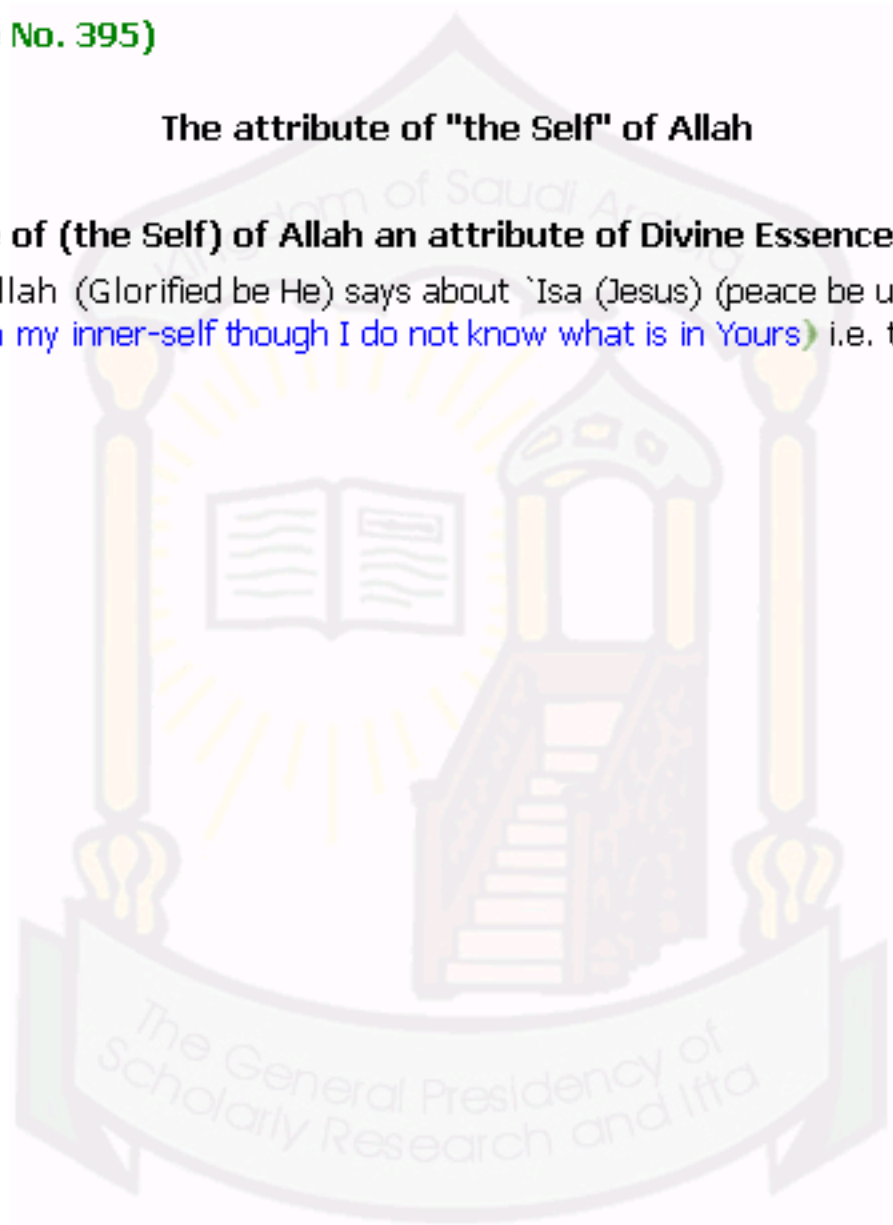 No. 395)
The attribute of "the Self" of Allah
of (the Self) of Allah an attribute of Divine Essence
llah (Glorified be He) says about `Isa (Jesus) (peace be u
my inner-self though I do not know what is in Yours) i.e. t
Kingdom of Saudi Arabia
The General Presidency of
Scholarly Research and Ifta